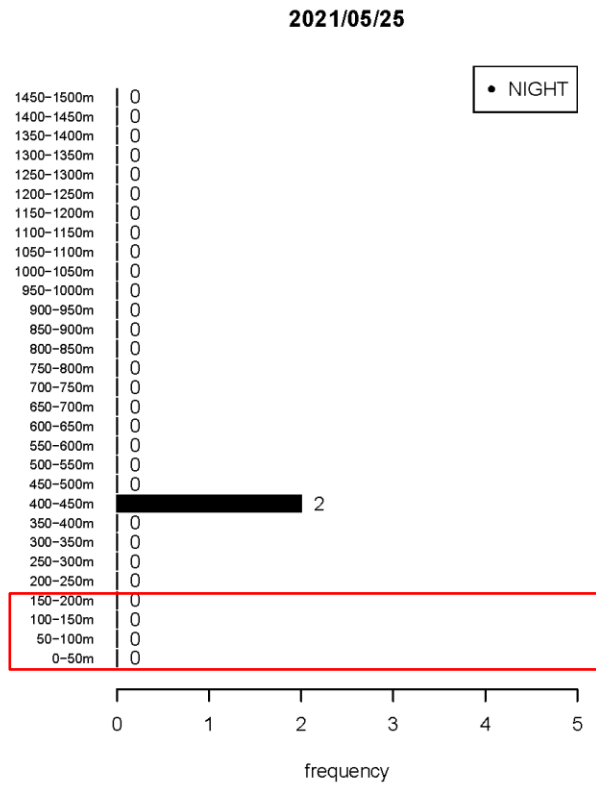 2021/05/25
NIGHT
1450-1500m 0
1400-1450m 0
1350-1400m 0
1300-1350m 0
1250-1300m 0
1200-1250m 0
1150-1200m 0
1100-1150m 0
1050-1100m 0
1000-1050m 0
950-1000m 0
900-950m 0
850-900m 0
800-850m 0
750-800m 0
700-750m 0
650-700m 0
600-650m 0
550-600m 0
500-550m 0
450-500m 0
400-450m 2
350-400m 0
300-350m 0
250-300m 0
200-250m 0
150-200m 0
100-150m 0
50-100m 0
0-50m 0
0 1 2 3 4 5
frequency